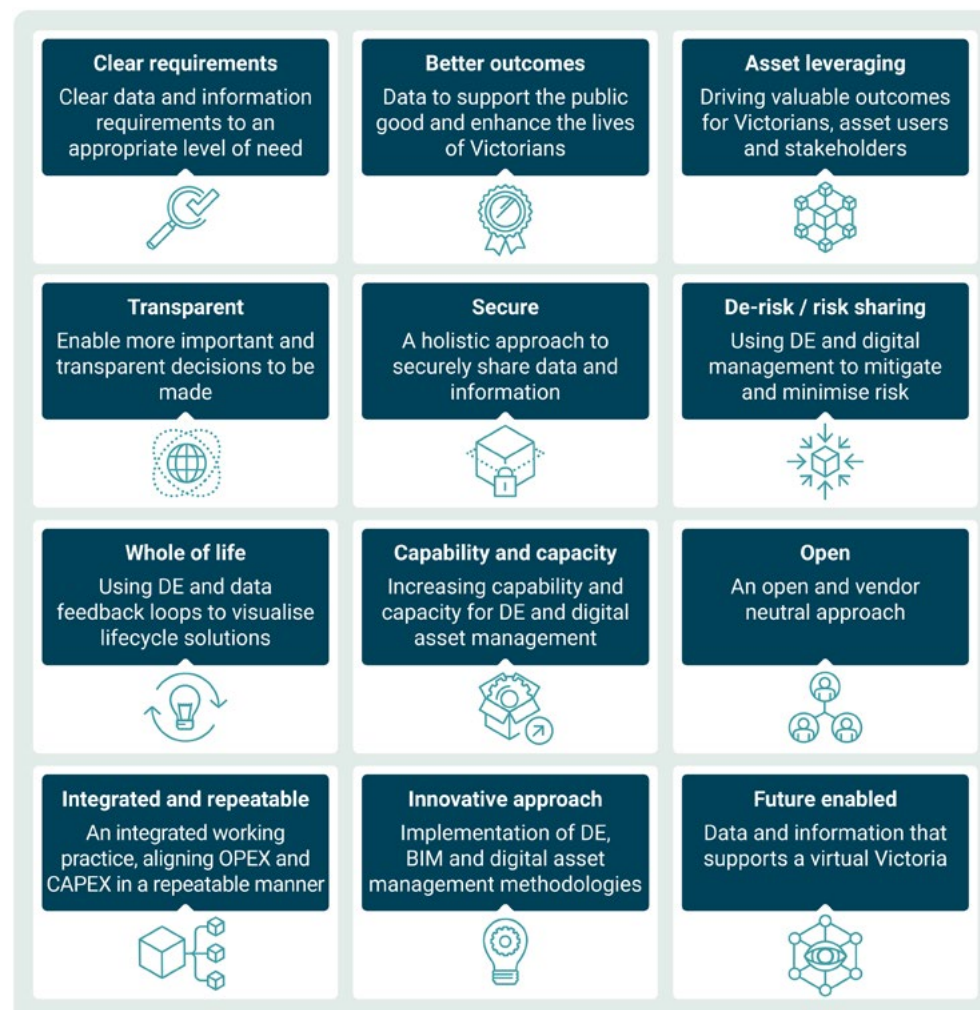 Clear requirements
Clear data and information
requirements to an
appropriate level of need
Better outcomes
Data to support the public
good and enhance the lives
of Victorians
Asset leveraging
Driving valuable outcomes
for Victorians, asset users
and stakeholders
Transparent
Enable more important and
transparent decisions to be
made
Secure
A holistic approach to
securely share data and
information
De-risk / risk sharing
Using DE and digital
management to mitigate
and minimise risk
Whole of life
Using DE and data
feedback loops to visualise
lifecycle solutions
Capability and capacity
Increasing capability and
capacity for DE and digital
asset management
Open
An open and vendor
neutral approach
Integrated and repeatable
An integrated working
practice, aligning OPEX and
CAPEX in a repeatable manner
Innovative approach
Implementation of DE,
BIM and digital asset
management methodologies
Future enabled
Data and information that
supports a virtual Victoria